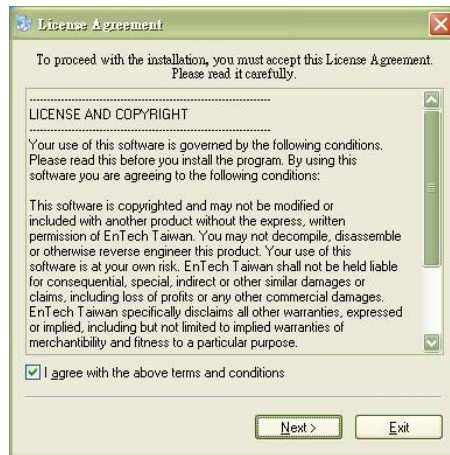 License Agreement
To proceed with the installation, you must accept this License Agreement.
Please read it carefully.
----------------------------------------------------------------------
LICENSE AND COPYRIGHT
----------------------------------------------------------------------
Your use of this software is governed by the following conditions.
Please read this before you install the program. By using this
software you are agreeing to the following conditions:
This software is copyrighted and may not be modified or
included with another product without the express, written
permission of EnTech Taiwan. You may not decompile, disassemble
or otherwise reverse engineer this product. Your use of this
software is at your own risk. EnTech Taiwan shall not be held liable
for consequential, special, indirect or other similar damages or
claims, including loss of profits or any other commercial damages.
EnTech Taiwan specifically disclaims all other warranties, expressed
or implied, including but not limited to implied warranties of
merchantibility and fitness to a particular purpose.
I agree with the above terms and conditions
Next >
Exit